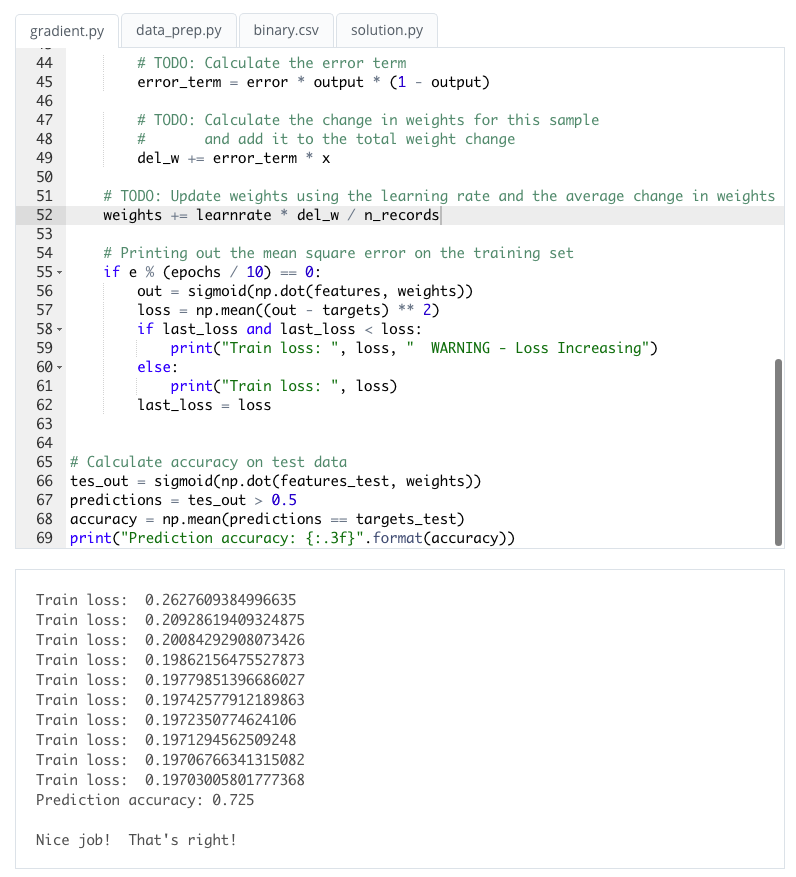 gradient.py data_prep.py binary.csv solution.py
44 # TODO: Calculate the error term
45 error_term = error * output * (1 - output)
46
47 # TODO: Calculate the change in weights for this sample
48 #       and add it to the total weight change
49 del_w += error_term * x
50
51 # TODO: Update weights using the learning rate and the average change in weights
52 weights += learnrate * del_w / n_records
53
54 # Printing out the mean square error on the training set
55 if e % (epochs / 10) == 0:
56 out = sigmoid(np.dot(features, weights))
57 loss = np.mean((out - targets) ** 2)
58 if last_loss and last_loss < loss:
59 print("Train loss: ", loss, "  WARNING - Loss Increasing")
60 else:
61 print("Train loss: ", loss)
62 last_loss = loss
63
64
65 # Calculate accuracy on test data
66 tes_out = sigmoid(np.dot(features_test, weights))
67 predictions = tes_out > 0.5
68 accuracy = np.mean(predictions == targets_test)
69 print("Prediction accuracy: {:.3f}".format(accuracy))
Train loss:  0.2627609384996635
Train loss:  0.20928619409324875
Train loss:  0.20084292908073426
Train loss:  0.19862156475527873
Train loss:  0.19779851396686027
Train loss:  0.19742577912189863
Train loss:  0.1972350774624106
Train loss:  0.1971294562509248
Train loss:  0.19706766341315082
Train loss:  0.19703005801777368
Prediction accuracy: 0.725
Nice job!  That's right!